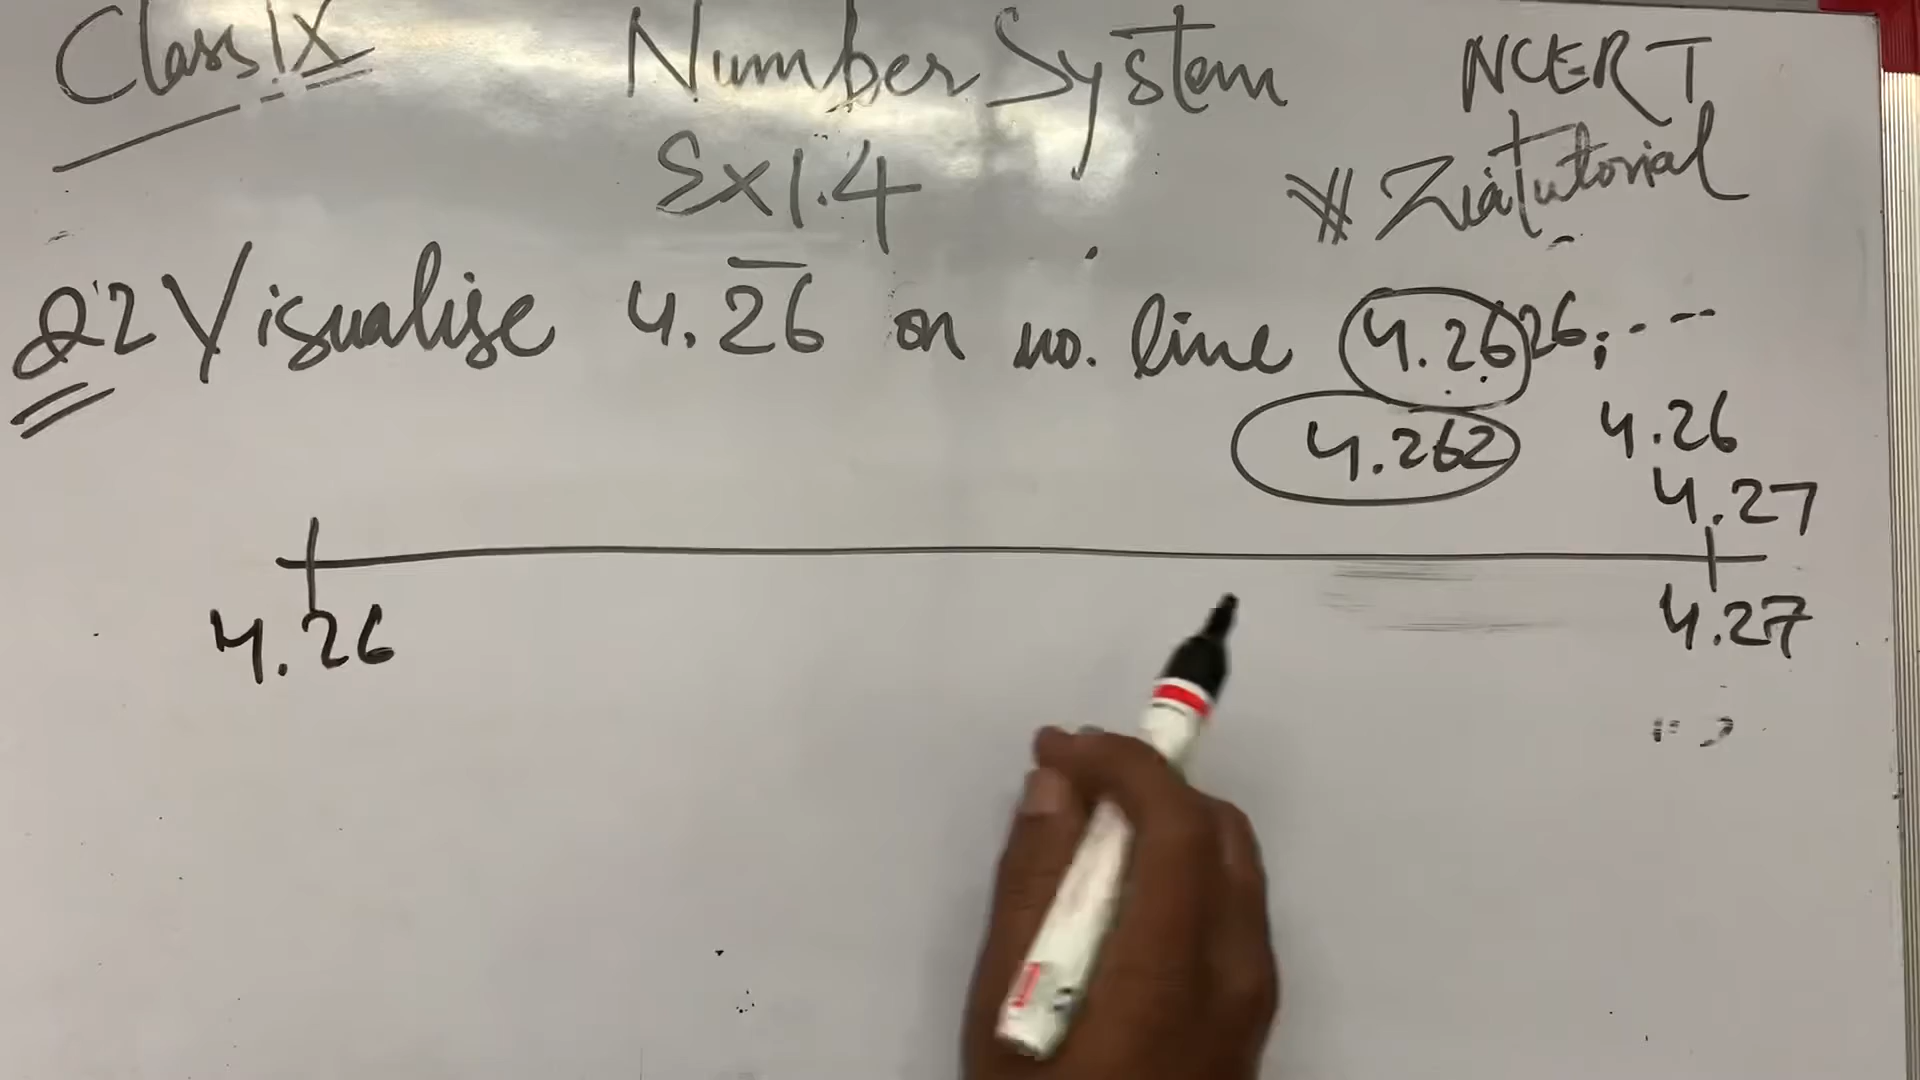 Class IX Number System NCERT
Ex 1.4 # ZiaTutorial
Q2 Visualise 4.2̅6̅ on no. line 4.2626, ---
4.262 4.26
4.27
4.26 4.27